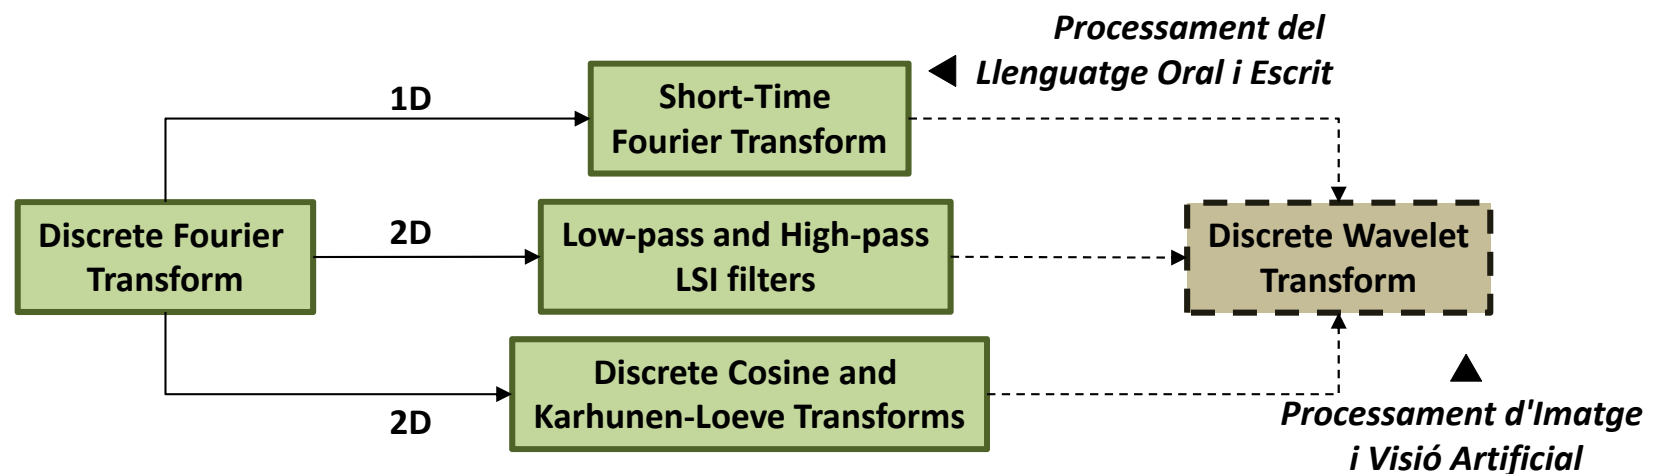 Processament del
Llenguatge Oral i Escrit
1D
Short-Time
Fourier Transform
Discrete Fourier
Transform
2D
Low-pass and High-pass
LSI filters
Discrete Wavelet
Transform
Discrete Cosine and
Karhunen-Loeve Transforms
2D
Processament d'Imatge
i Visió Artificial